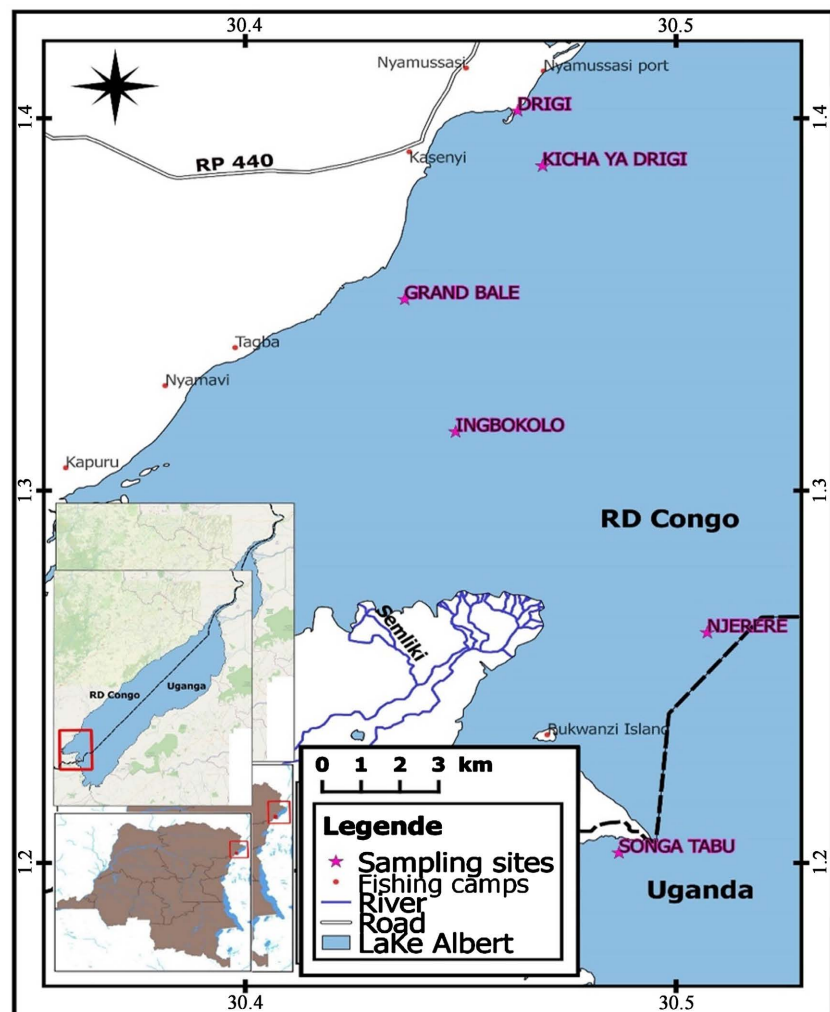 30.4 30.5
Nyamussasi
Nyamussasi port
1.4
DRIGI
1.4
RP 440
Kasenyi
KICHA YA DRIGI
GRAND BALE
Tagba
Nyamavi
INGBOKOLO
Kapuru
1.3
1.3
RD Congo
Semliki
NJERERE
RD Congo
Uganga
Rukwanzi Island
0 1 2 3 km
Legende
Sampling sites
Fishing camps
River
Road
LaKe Albert
SONGA TABU
1.2
1.2
Uganda
30.4 30.5